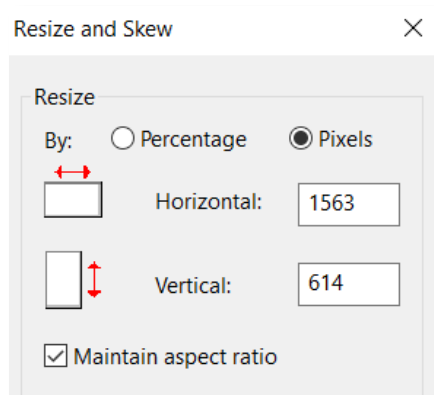 Resize and Skew
Resize
By: Percentage Pixels
Horizontal: 1563
Vertical: 614
Maintain aspect ratio